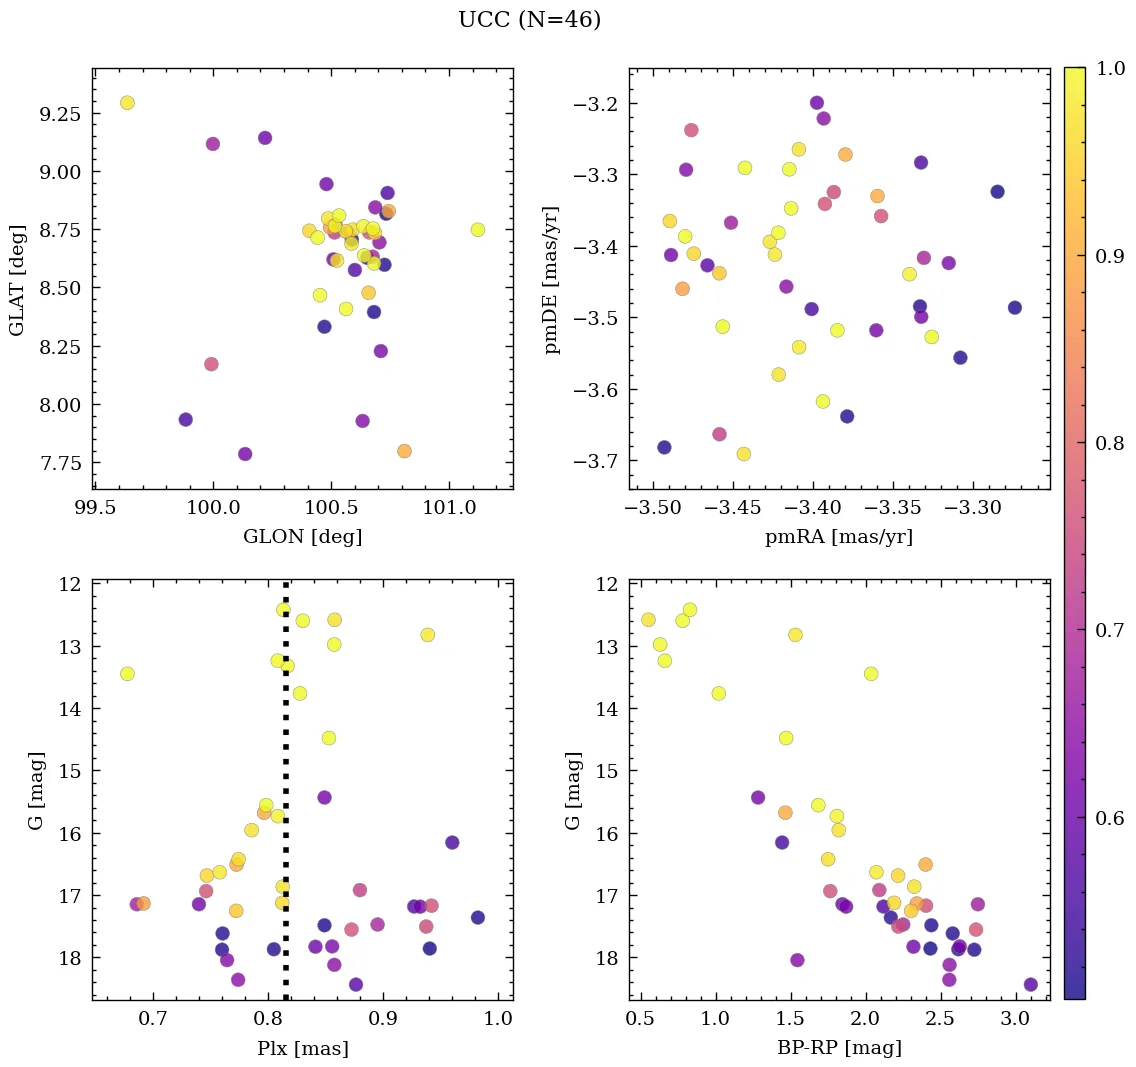 UCC (N=46)
9.25
9.00
8.75
8.50
8.25
8.00
7.75
GLAT [deg]
99.5 100.0 100.5 101.0
GLON [deg]
−3.2
−3.3
−3.4
−3.5
−3.6
−3.7
pmDE [mas/yr]
−3.50 −3.45 −3.40 −3.35 −3.30
pmRA [mas/yr]
1.0
0.9
0.8
0.7
0.6
12
13
14
15
16
17
18
G [mag]
0.7 0.8 0.9 1.0
Plx [mas]
12
13
14
15
16
17
18
G [mag]
0.5 1.0 1.5 2.0 2.5 3.0
BP-RP [mag]